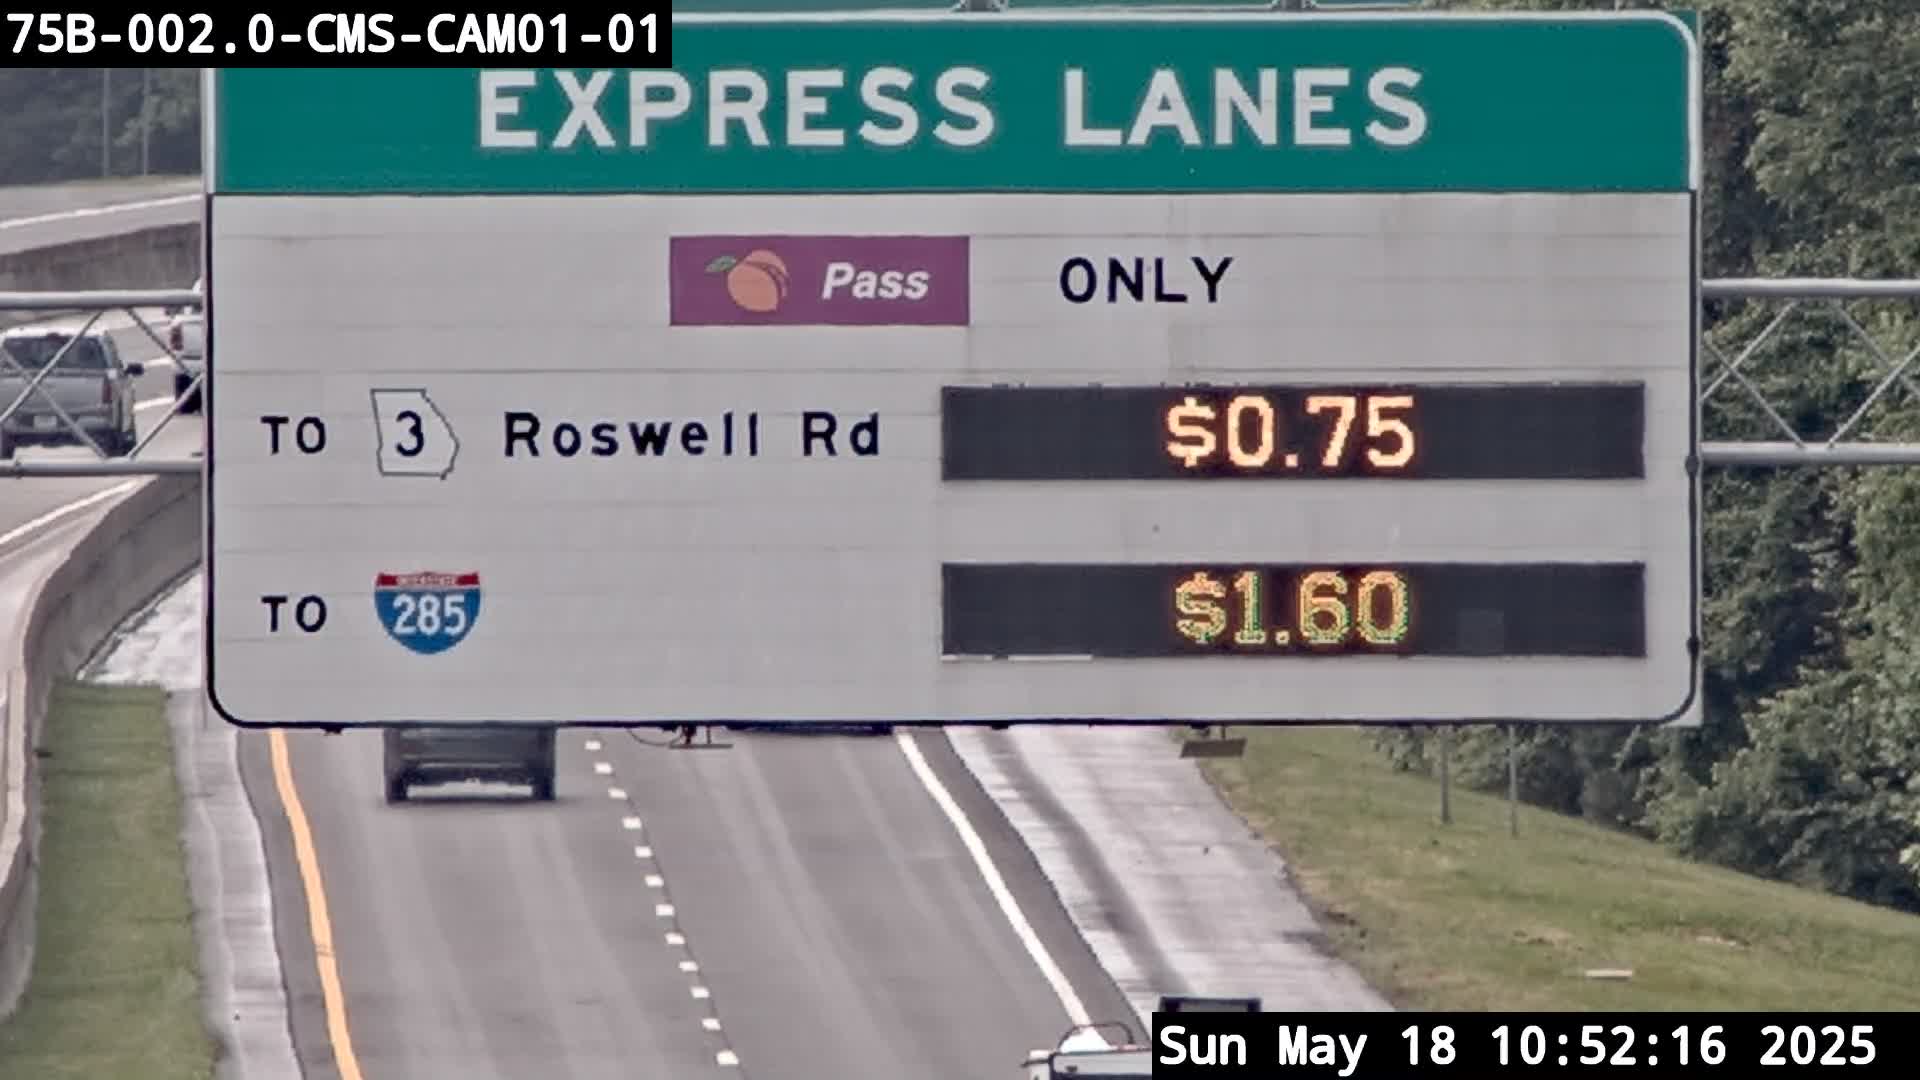 75B-002.0-CMS-CAM01-01
EXPRESS LANES
Pass ONLY
TO 3 Roswell Rd $0.75
TO 285 $1.60
Sun May 18 10:52:16 2025